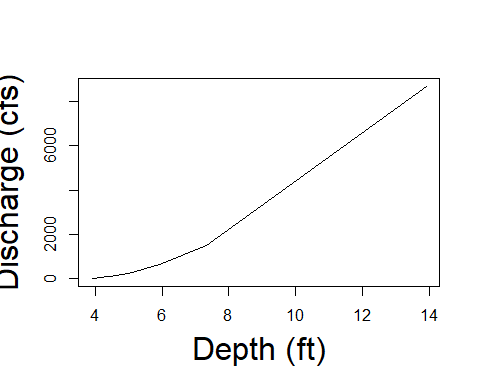 Discharge (cfs)
6000
2000
0
4 6 8 10 12 14
Depth (ft)